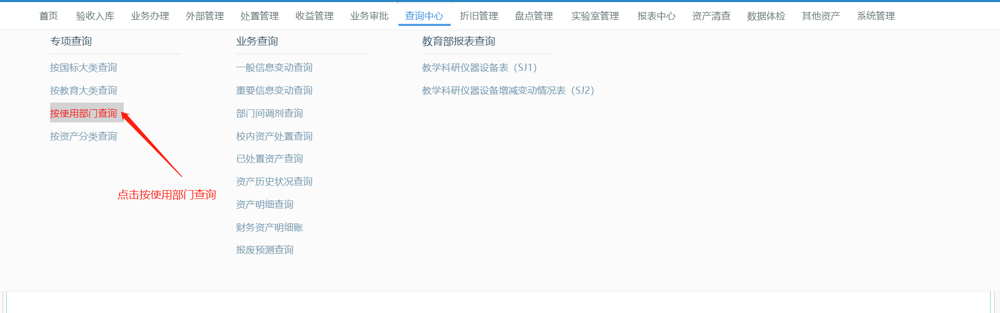 首页 验收入库 业务办理 外部管理 处置管理 收益管理 业务审批 查询中心 折旧管理 盘点管理 实验室管理 报表中心 资产清查 数据体检 其他资产 系统管理
专项查询
按国标大类查询
按教育大类查询
按使用部门查询
按资产分类查询
点击按使用部门查询
业务查询
一般信息变动查询
重要信息变动查询
部门间调剂查询
校内资产处置查询
已处置资产查询
资产历史状况查询
资产明细查询
财务资产明细账
报废预测查询
教育部报表查询
教学科研仪器设备表（SJ1）
教学科研仪器设备增减变动情况表（SJ2）